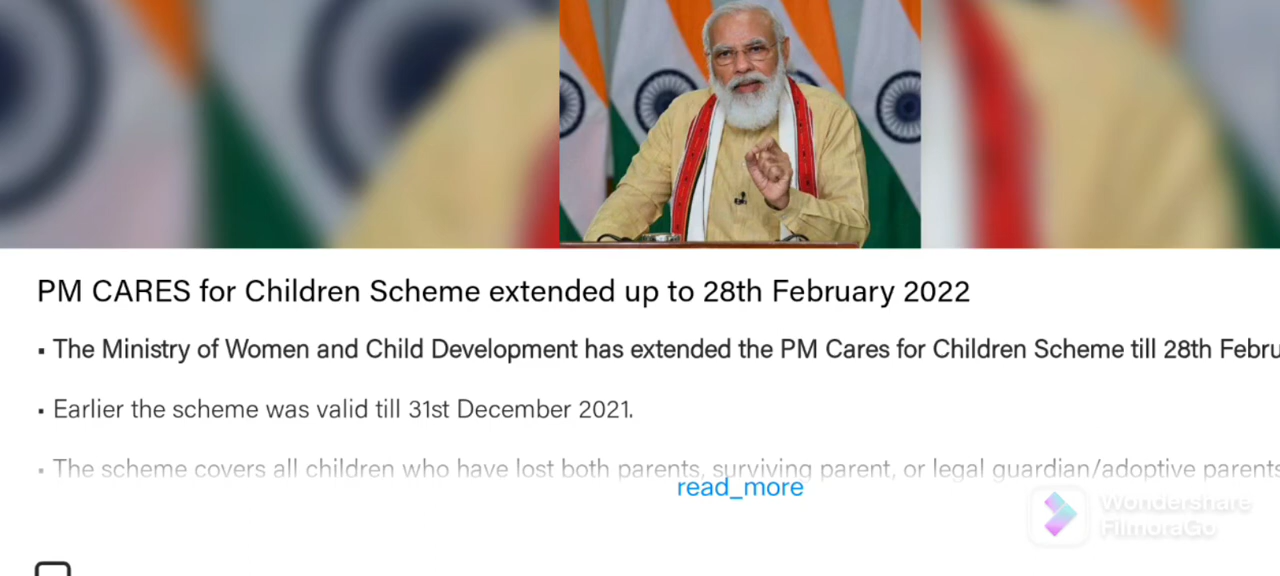 PM CARES for Children Scheme extended up to 28th February 2022
▪ The Ministry of Women and Child Development has extended the PM Cares for Children Scheme till 28th Febru
▪ Earlier the scheme was valid till 31st December 2021.
▪ The scheme covers all children who have lost both parents, surviving parent, or legal guardian/adoptive parents
read_more
Wondershare
FilmoraGo